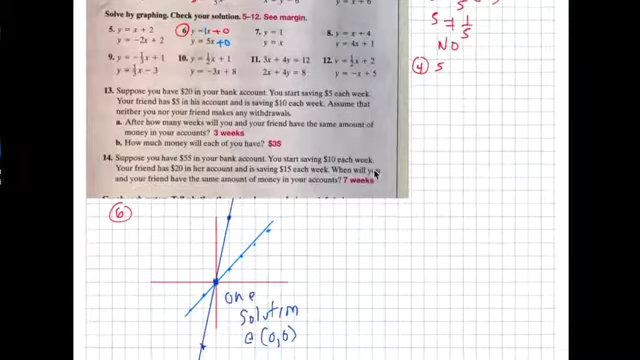 Solve by graphing. Check your solution. 5–12. See margin.
5. y = x + 2 ⑥ y = 1x + 0 7. y = 1 8. y = x + 4
y = -2x + 2 y = 5x + 0 y = x y = 4x + 1
9. y = -1/3x + 1 10. y = 1/2x + 1 11. 3x + 4y = 12 12. y = 1/2x + 2
y = 1/3x - 3 y = -3x + 8 2x + 4y = 8 y = -x + 5
13. Suppose you have $20 in your bank account. You start saving $5 each week.
Your friend has $5 in his account and is saving $10 each week. Assume that
neither you nor your friend makes any withdrawals.
a. After how many weeks will you and your friend have the same amount of
money in your accounts? 3 weeks
b. How much money will each of you have? $35
14. Suppose you have $55 in your bank account. You start saving $10 each week.
Your friend has $20 in her account and is saving $15 each week. When will you
and your friend have the same amount of money in your accounts? 7 weeks
5 ≠ 1/5
NO
④ 5
⑥
one
solution
@ (0,0)